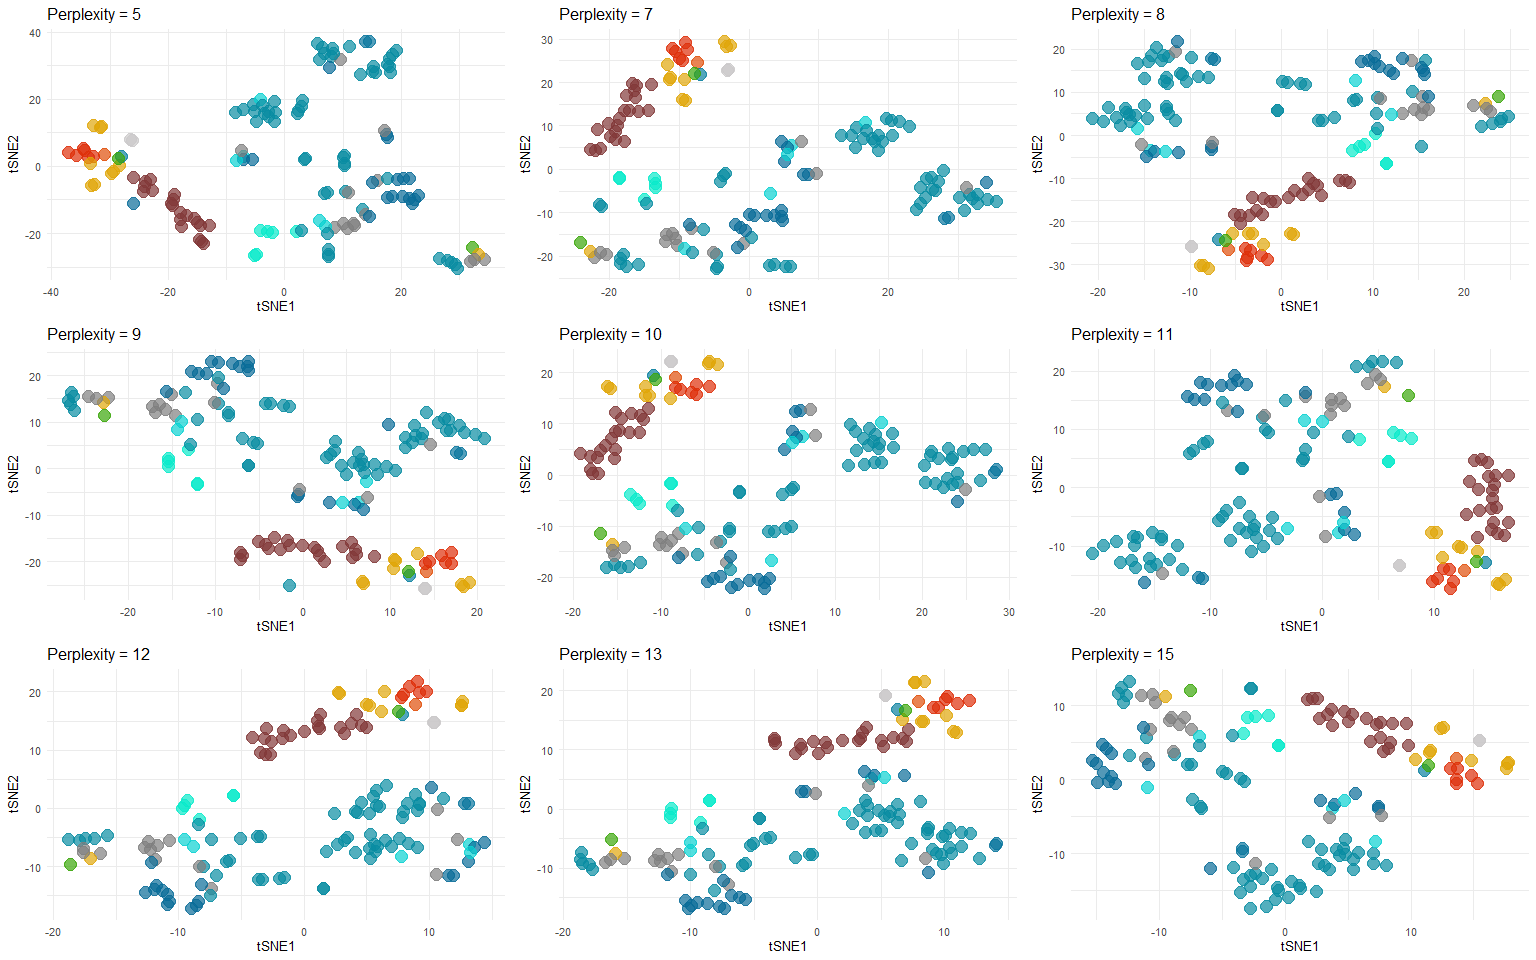 Perplexity = 5
40
20
0
-20
tSNE2
-40
-20
0
20
tSNE1
Perplexity = 7
30
20
10
0
-10
-20
tSNE2
-20
0
20
tSNE1
Perplexity = 8
20
10
0
-10
-20
-30
tSNE2
-20
-10
0
10
20
tSNE1
Perplexity = 9
20
10
0
-10
-20
tSNE2
-20
-10
0
10
20
tSNE1
Perplexity = 10
20
10
0
-10
-20
tSNE2
-20
-10
0
10
20
30
tSNE1
Perplexity = 11
20
10
0
-10
tSNE2
-20
-10
0
10
tSNE1
Perplexity = 12
20
10
0
-10
tSNE2
-20
-10
0
10
tSNE1
Perplexity = 13
20
10
0
-10
tSNE2
-20
-10
0
10
tSNE1
Perplexity = 15
10
0
-10
tSNE2
-10
0
10
tSNE1